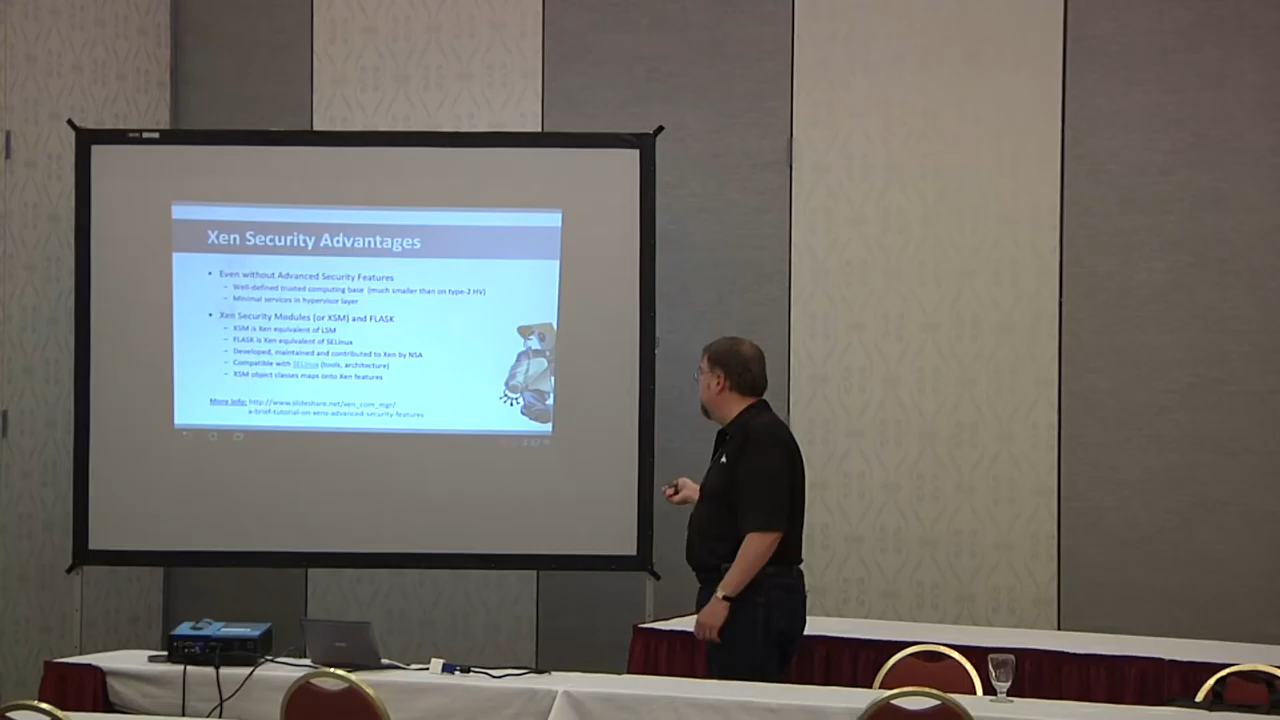 Xen Security Advantages
• Even without Advanced Security Features
– Well-defined trusted computing base (much smaller than on type-2 HV)
– Minimal services in hypervisor layer
• Xen Security Modules (or XSM) and FLASK
– XSM is Xen equivalent of LSM
– FLASK is Xen equivalent of SELinux
– Developed, maintained and contributed to Xen by NSA
– Compatible with SELinux (tools, architecture)
– XSM object classes maps onto Xen features
More info: http://www.slideshare.net/xen_com_mgr/
a-brief-tutorial-on-xens-advanced-security-features